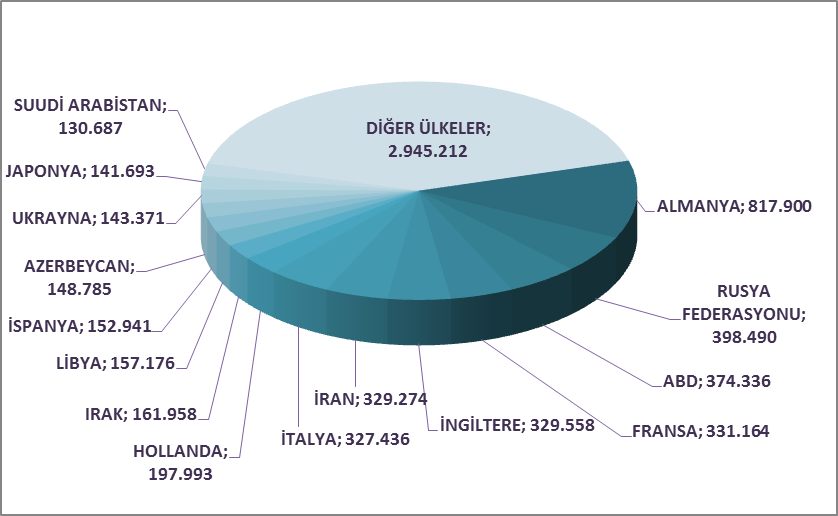 DİĞER ÜLKELER;
2.945.212
ALMANYA; 817.900
RUSYA
FEDERASYONU;
398.490
ABD; 374.336
FRANSA; 331.164
İNGİLTERE; 329.558
İRAN; 329.274
İTALYA; 327.436
HOLLANDA;
197.993
IRAK; 161.958
LİBYA; 157.176
İSPANYA; 152.941
AZERBEYCAN;
148.785
UKRAYNA; 143.371
JAPONYA; 141.693
SUUDİ ARABİSTAN;
130.687